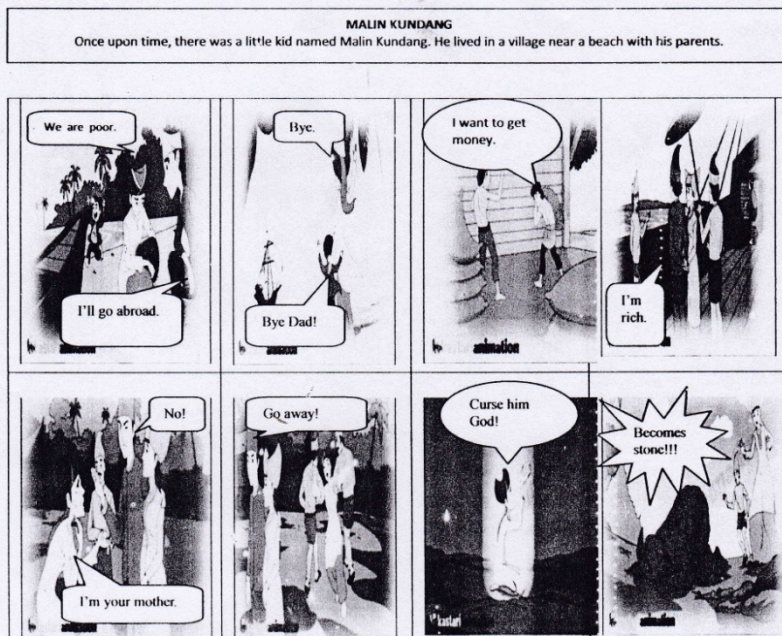 MALIN KUNDANG
Once upon time, there was a little kid named Malin Kundang. He lived in a village near a beach with his parents.
We are poor.
I'll go abroad.
animation
Bye.
Bye Dad!
I want to get
money.
animation
I'm
rich.
animation
No!
I'm your mother.
Go away!
Curse him
God!
kastari
Becomes
stone!!!
animation